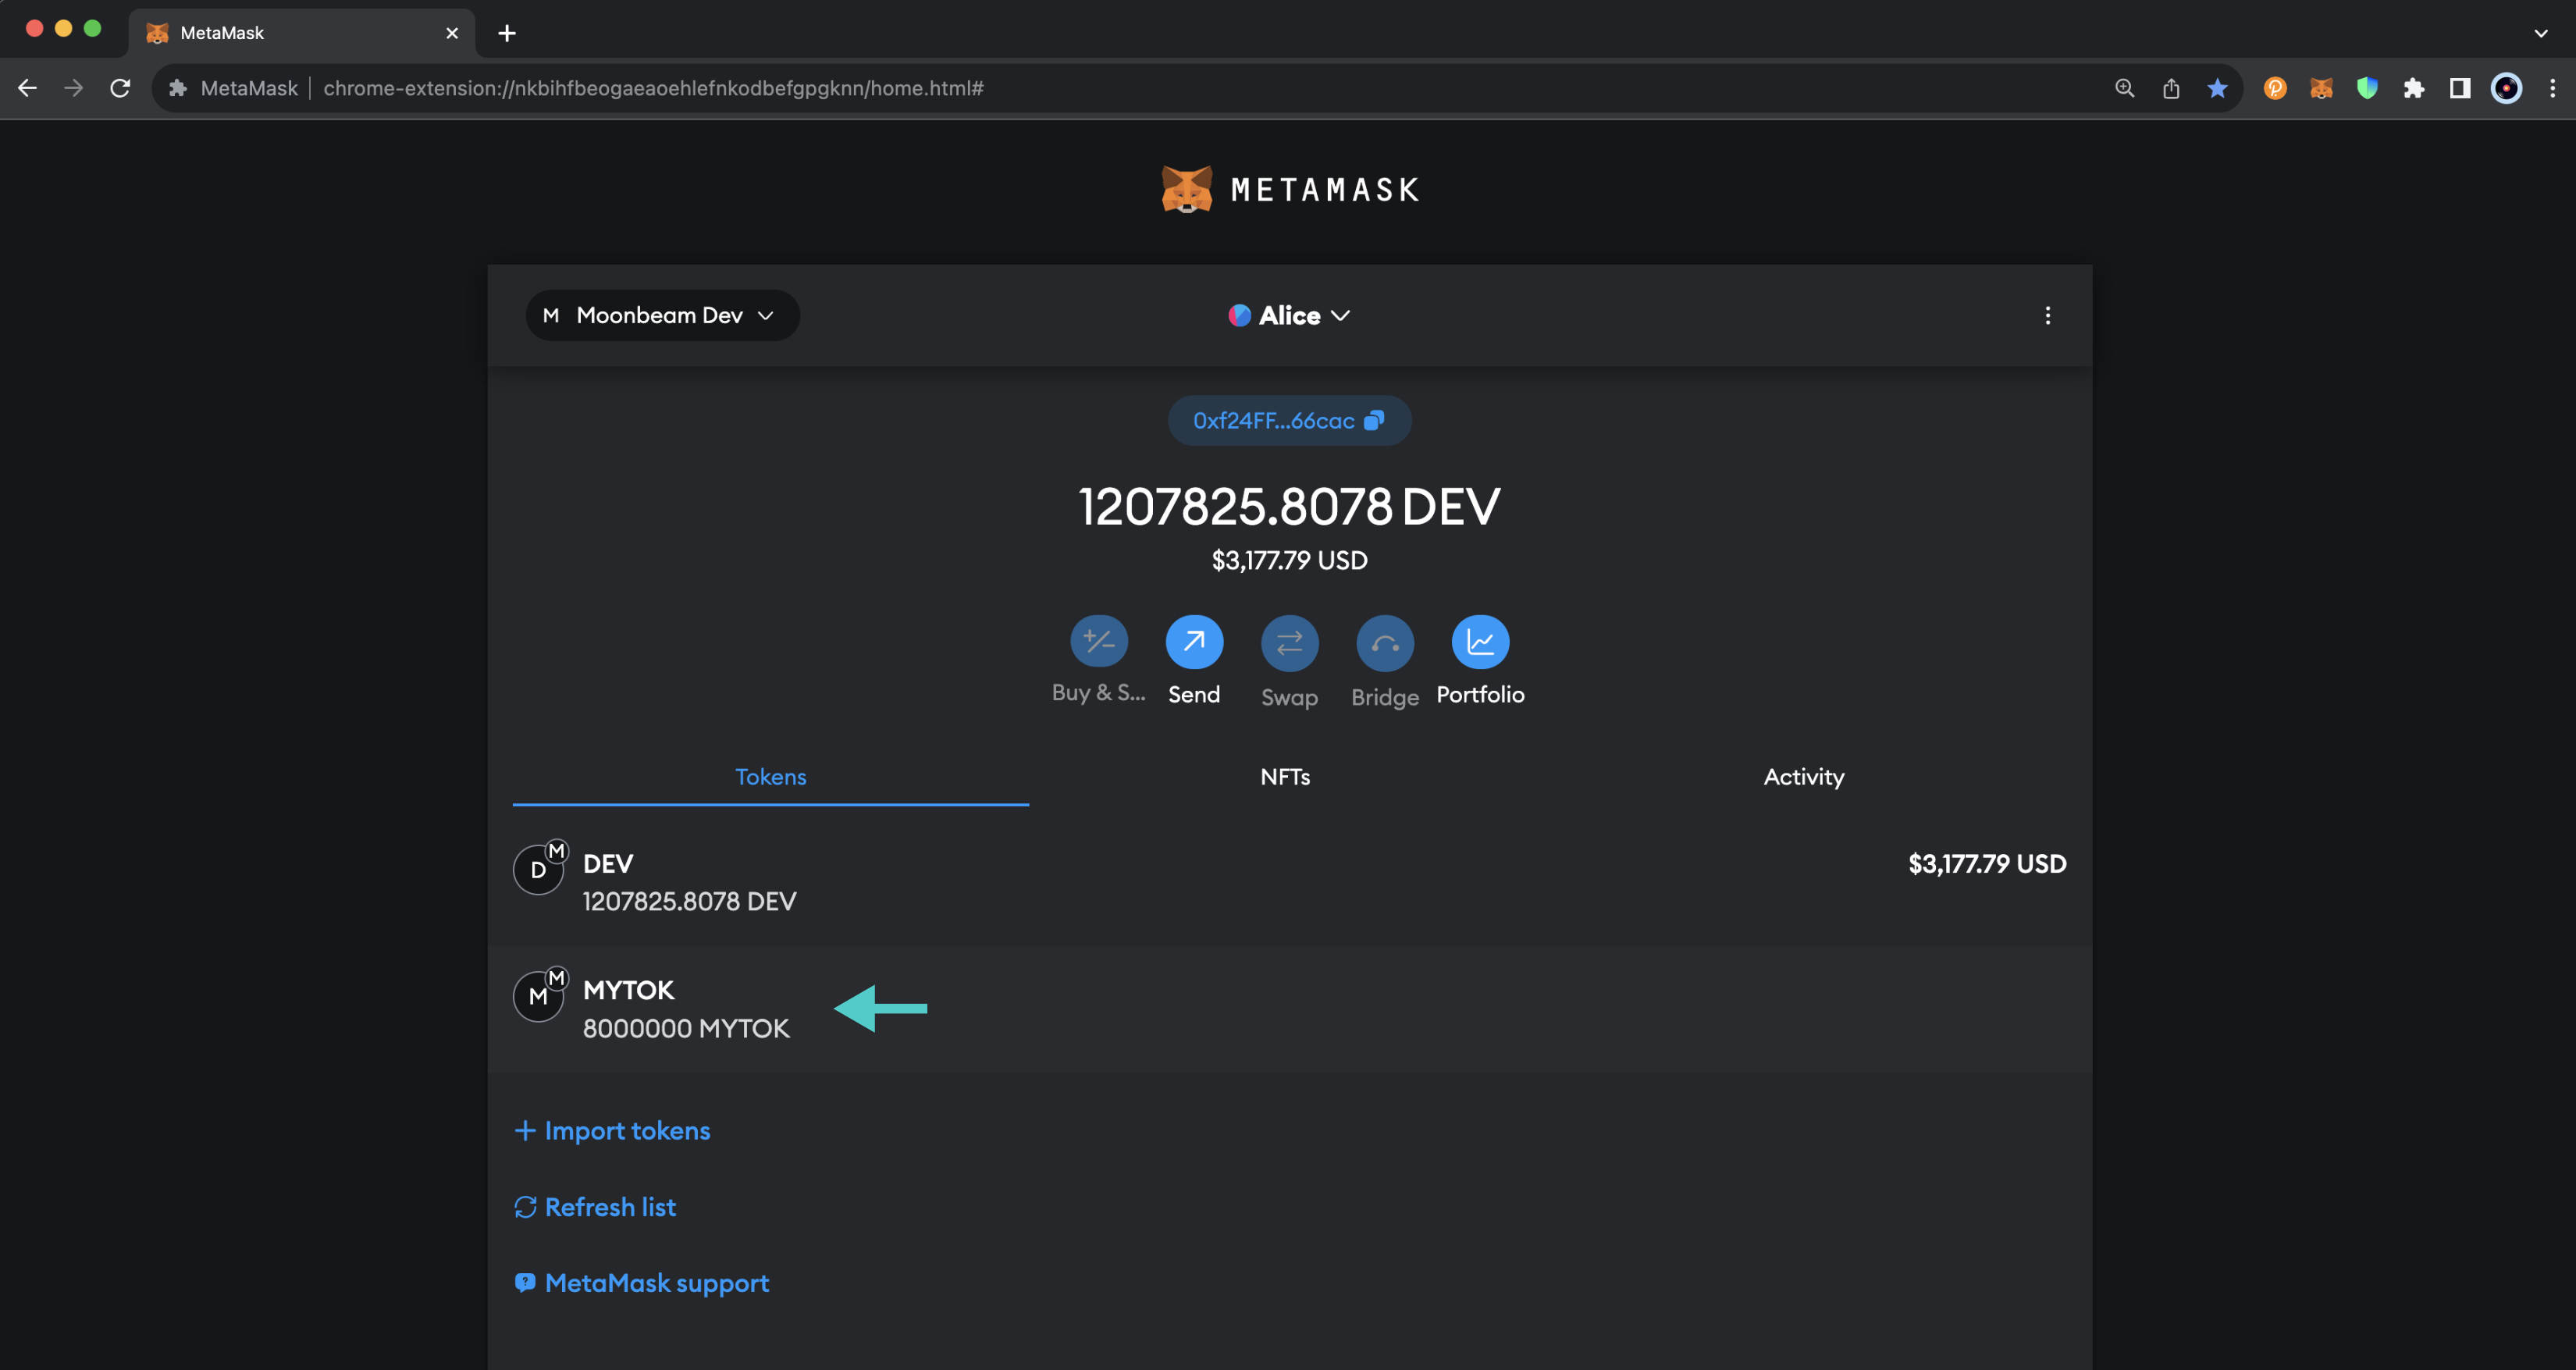 MetaMask
MetaMask | chrome-extension://nkbihfbeogaeaoehlefnkodbefgpgknn/home.html#
METAMASK
M Moonbeam Dev
Alice
0xf24FF...66cac
1207825.8078 DEV
$3,177.79 USD
Buy & S... Send Swap Bridge Portfolio
Tokens NFTs Activity
D M DEV $3,177.79 USD
1207825.8078 DEV
M M MYTOK
8000000 MYTOK
Import tokens
Refresh list
MetaMask support